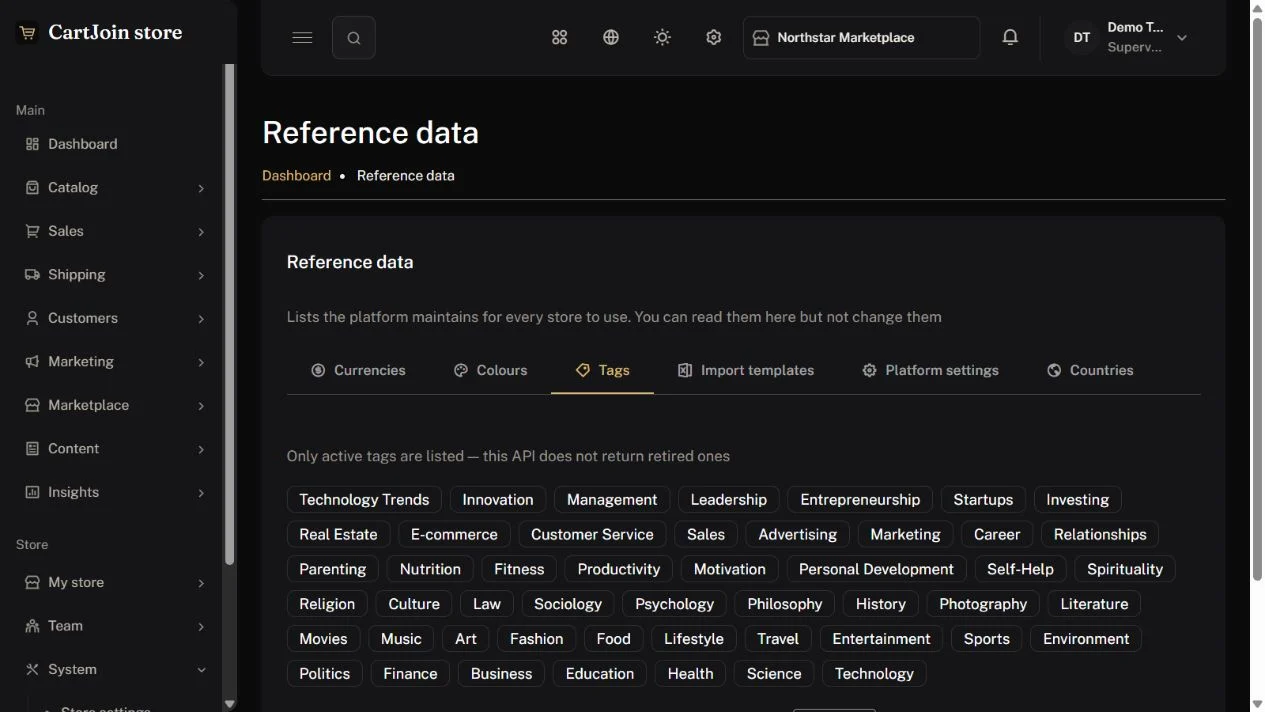 CartJoin store
Northstar Marketplace
DT
Demo T...
Superv...
Main
Dashboard
Catalog
Sales
Shipping
Customers
Marketing
Marketplace
Content
Insights
Store
My store
Team
System
Store settings
Reference data
Dashboard • Reference data
Reference data
Lists the platform maintains for every store to use. You can read them here but not change them
Currencies Colours Tags Import templates Platform settings Countries
Only active tags are listed — this API does not return retired ones
Technology Trends Innovation Management Leadership Entrepreneurship Startups Investing
Real Estate E-commerce Customer Service Sales Advertising Marketing Career Relationships
Parenting Nutrition Fitness Productivity Motivation Personal Development Self-Help Spirituality
Religion Culture Law Sociology Psychology Philosophy History Photography Literature
Movies Music Art Fashion Food Lifestyle Travel Entertainment Sports Environment
Politics Finance Business Education Health Science Technology